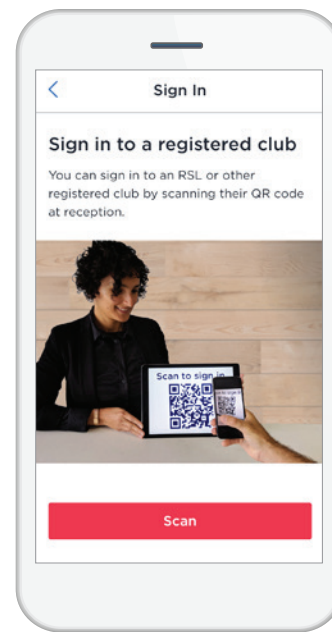 Sign In
Sign in to a registered club
You can sign in to an RSL or other
registered club by scanning their QR code
at reception.
Scan to sign in
Scan